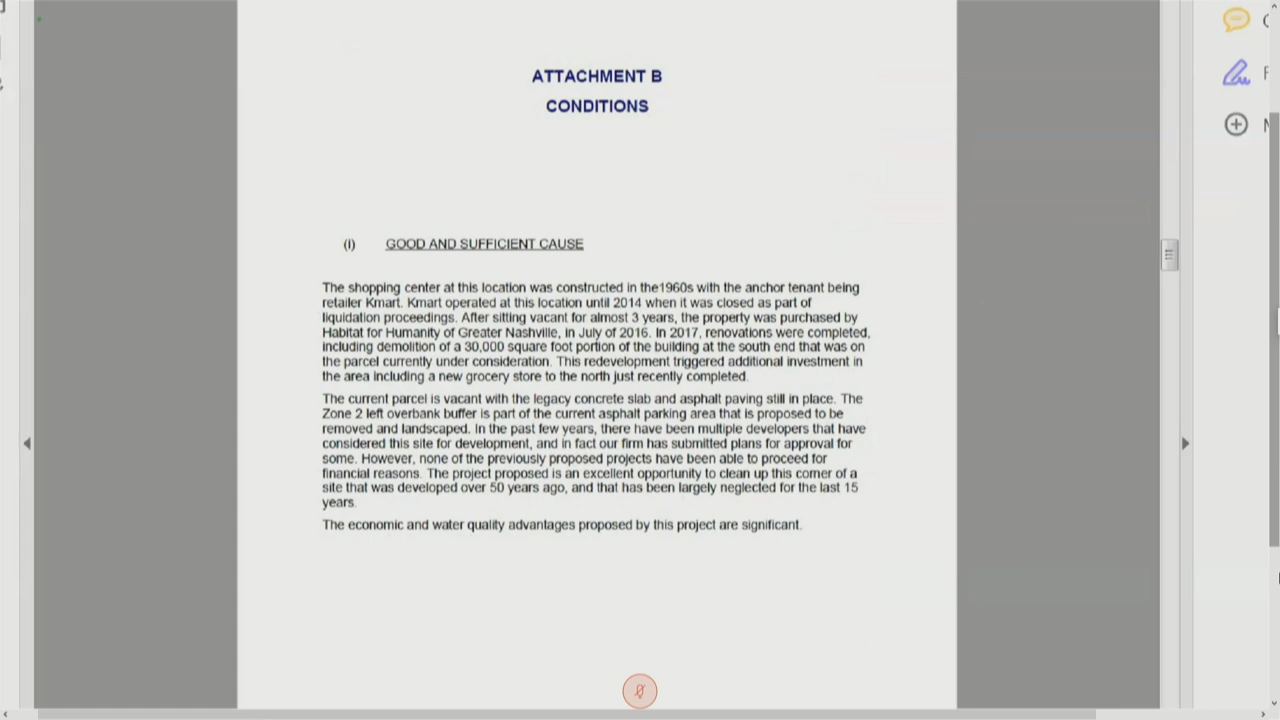 ATTACHMENT B
CONDITIONS
(I) GOOD AND SUFFICIENT CAUSE
The shopping center at this location was constructed in the1960s with the anchor tenant being
retailer Kmart. Kmart operated at this location until 2014 when it was closed as part of
liquidation proceedings. After sitting vacant for almost 3 years, the property was purchased by
Habitat for Humanity of Greater Nashville, in July of 2016. In 2017, renovations were completed,
including demolition of a 30,000 square foot portion of the building at the south end that was on
the parcel currently under consideration. This redevelopment triggered additional investment in
the area including a new grocery store to the north just recently completed.
The current parcel is vacant with the legacy concrete slab and asphalt paving still in place. The
Zone 2 left overbank buffer is part of the current asphalt parking area that is proposed to be
removed and landscaped. In the past few years, there have been multiple developers that have
considered this site for development, and in fact our firm has submitted plans for approval for
some. However, none of the previously proposed projects have been able to proceed for
financial reasons. The project proposed is an excellent opportunity to clean up this corner of a
site that was developed over 50 years ago, and that has been largely neglected for the last 15
years.
The economic and water quality advantages proposed by this project are significant.